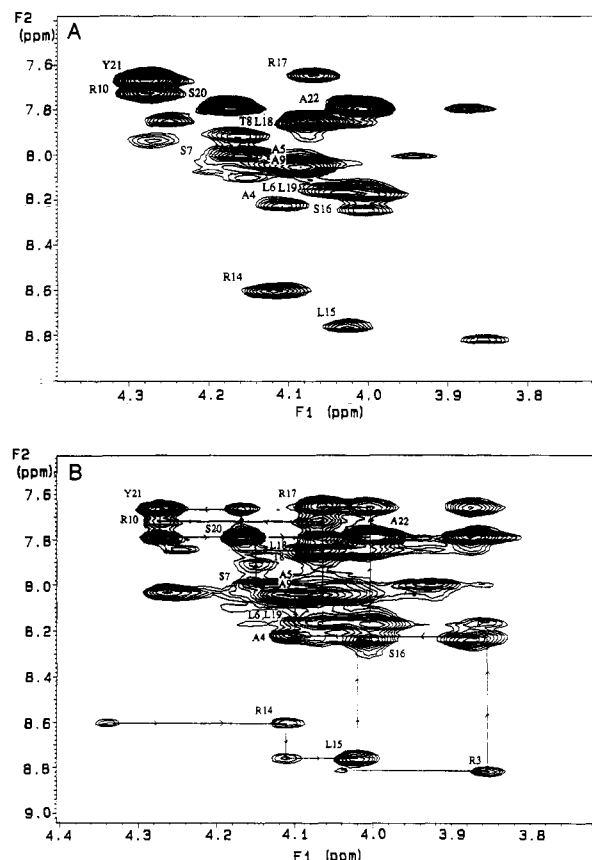 F2
(ppm)
A
7.6
7.8
8.0
8.2
8.4
8.6
8.8
Y21
R10
S20
R17
A22
T8 L18
S7
A5
A9
L6 L19
A4
S16
R14
L15
4.3
4.2
4.1
4.0
3.9
3.8
F1 (ppm)
F2
(ppm)
B
7.6
7.8
8.0
8.2
8.4
8.6
8.8
9.0
Y21
R10
S20
R17
A22
L18
S7
A5
A9
L6 L19
A4
S16
R14
L15
R3
4.4
4.3
4.2
4.1
4.0
3.9
3.8
F1 (ppm)